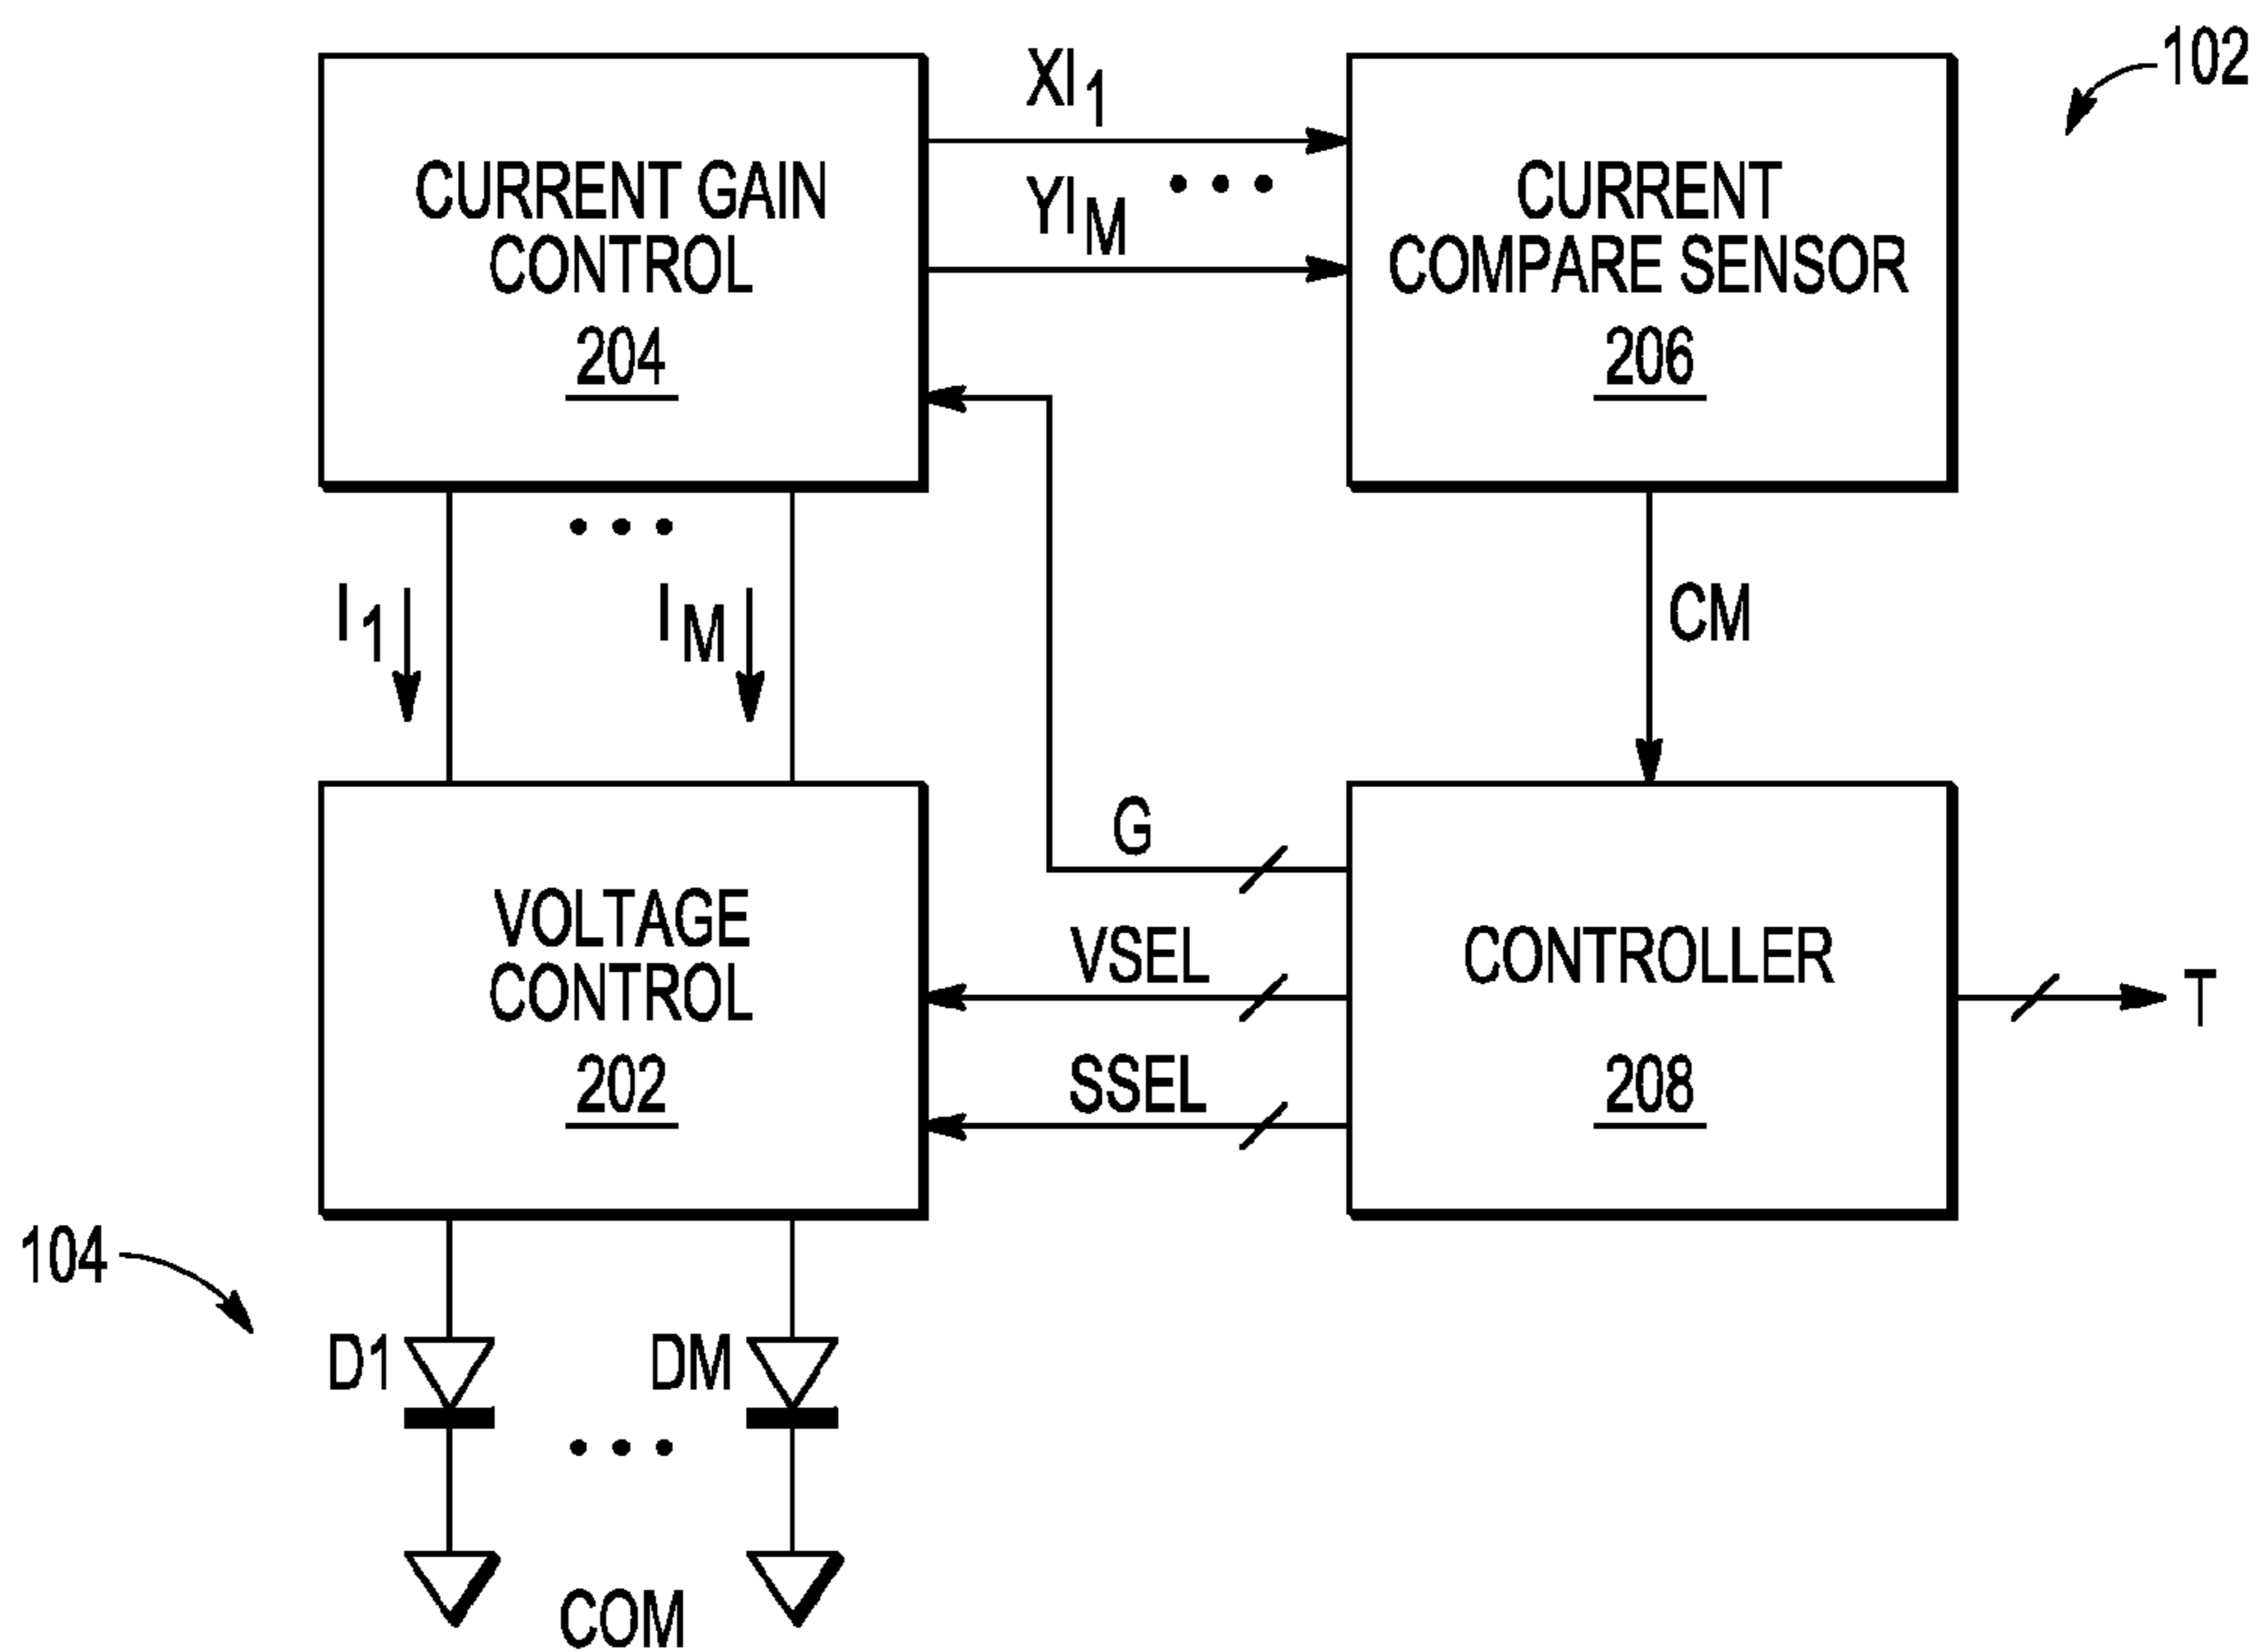 102
XI1
YIM
CURRENT GAIN
CONTROL
204
CURRENT
COMPARE SENSOR
206
I1
IM
CM
G
VOLTAGE
CONTROL
202
VSEL
SSEL
CONTROLLER
208
T
104
D1
DM
COM